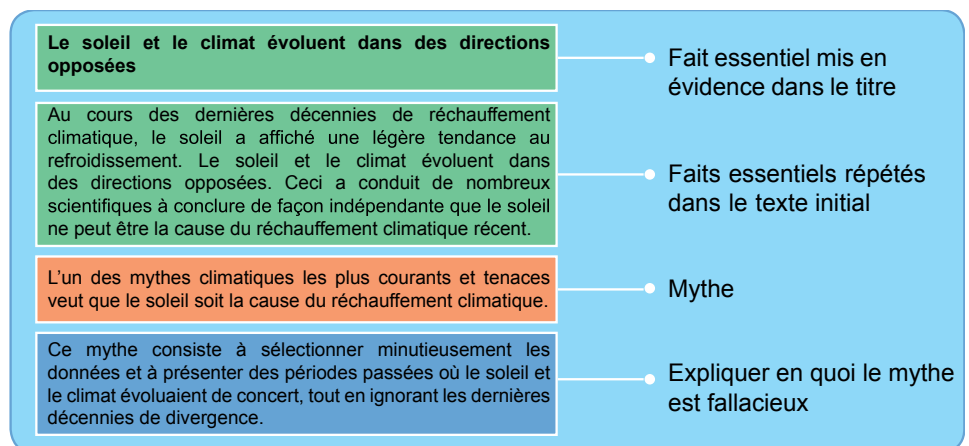 Le soleil et le climat évoluent dans des directions
opposées
Fait essentiel mis en
évidence dans le titre
Au cours des dernières décennies de réchauffement
climatique, le soleil a affiché une légère tendance au
refroidissement. Le soleil et le climat évoluent dans
des directions opposées. Ceci a conduit de nombreux
scientifiques à conclure de façon indépendante que le soleil
ne peut être la cause du réchauffement climatique récent.
Faits essentiels répétés
dans le texte initial
L’un des mythes climatiques les plus courants et tenaces
veut que le soleil soit la cause du réchauffement climatique.
Mythe
Ce mythe consiste à sélectionner minutieusement les
données et à présenter des périodes passées où le soleil et
le climat évoluaient de concert, tout en ignorant les dernières
décennies de divergence.
Expliquer en quoi le mythe
est fallacieux